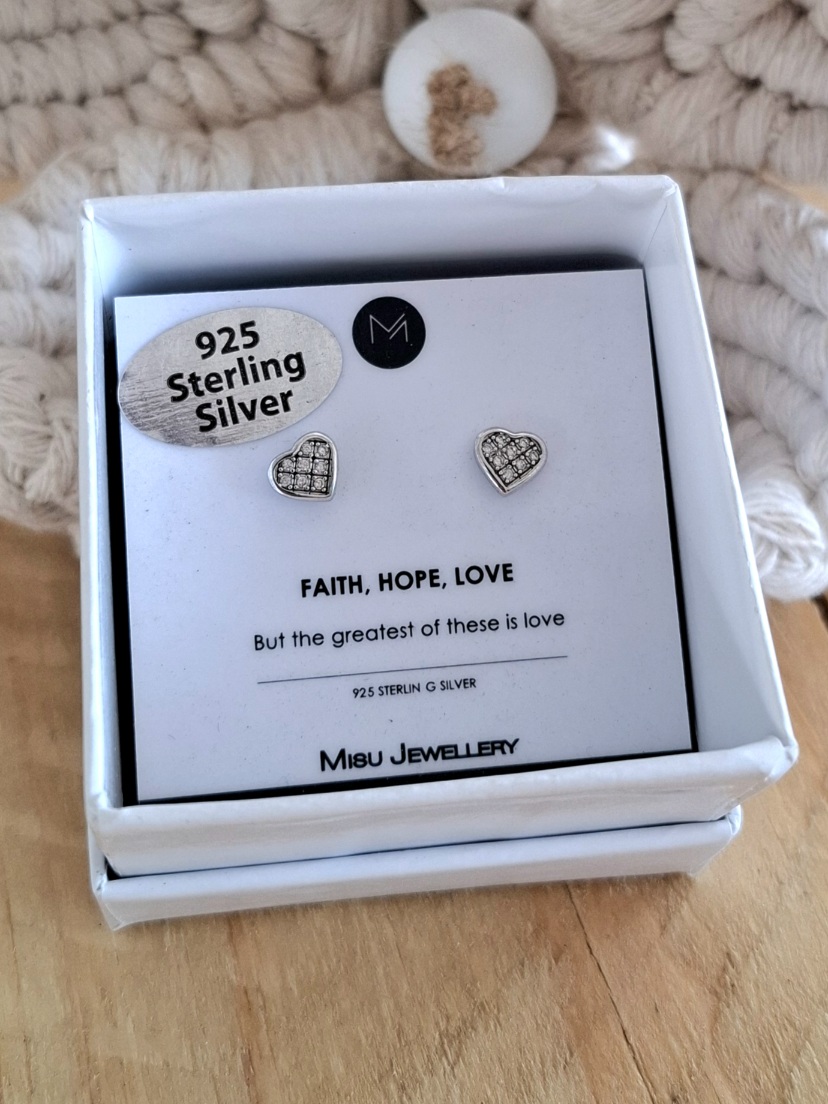 925
Sterling
Silver
M
FAITH, HOPE, LOVE
But the greatest of these is love
925 STERLIN G SILVER
MISU JEWELLERY